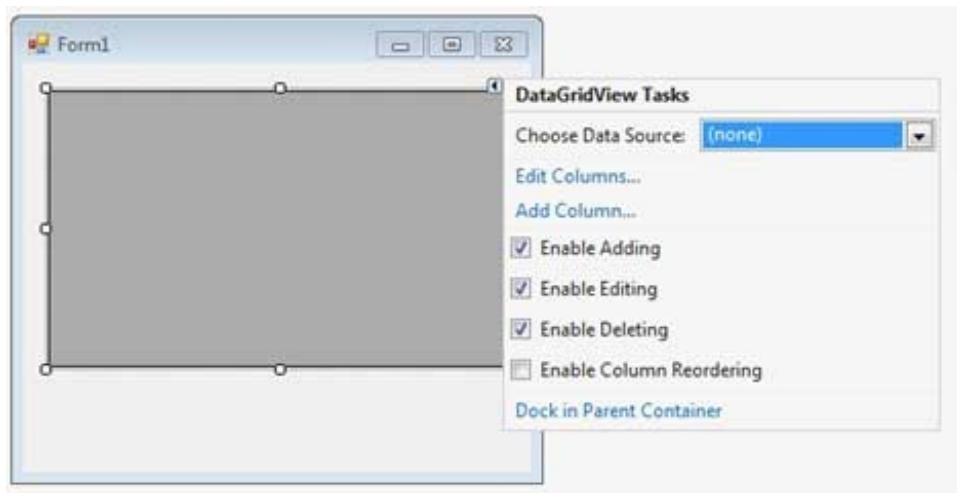 Form1
DataGridView Tasks
Choose Data Source: (none)
Edit Columns...
Add Column...
Enable Adding
Enable Editing
Enable Deleting
Enable Column Reordering
Dock in Parent Container